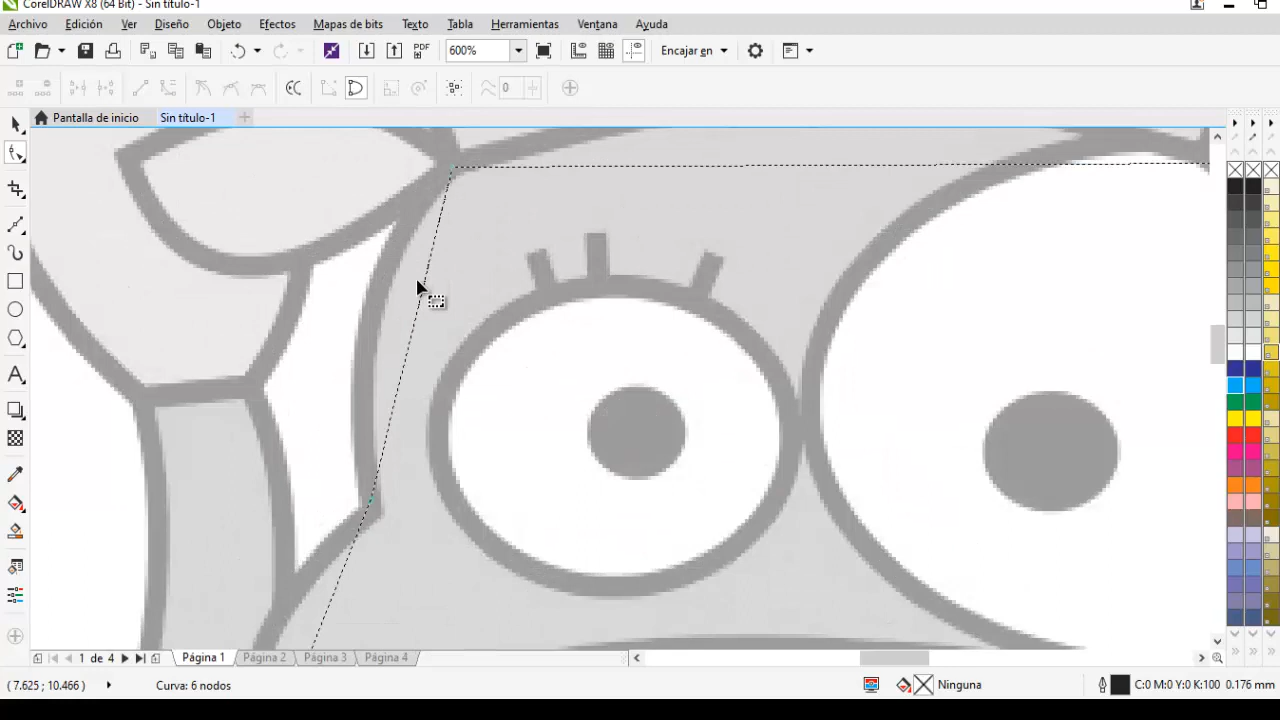 CorelDRAW X8 (64 Bit) - Sin título-1
Archivo Edición Ver Diseño Objeto Efectos Mapas de bits Texto Tabla Herramientas Ventana Ayuda
PDF 600% Encajar en
0
Pantalla de inicio Sin título-1
1 de 4 Página 1 Página 2 Página 3 Página 4
( 7.625 ; 10.466 ) Curva: 6 nodos Ninguna C:0 M:0 Y:0 K:100 0.176 mm